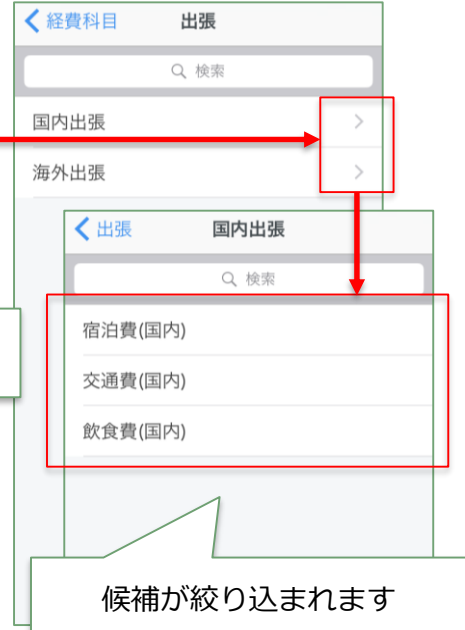 経費科目 出張
検索
国内出張
海外出張
出張 国内出張
検索
宿泊費(国内)
交通費(国内)
飲食費(国内)
候補が絞り込まれます